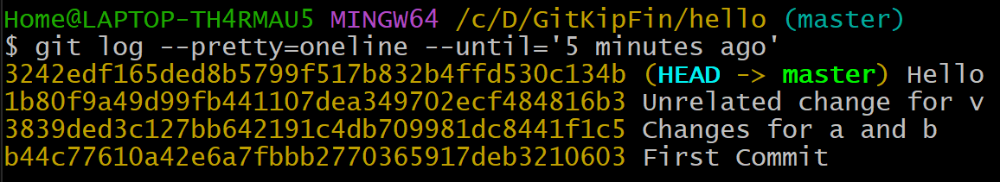 Home@LAPTOP-TH4RMAU5 MINGW64 /c/D/GitKipFin/hello (master)
$ git log --pretty=oneline --until='5 minutes ago'
3242edf165ded8b5799f517b832b4ffd530c134b (HEAD -> master) Hello
1b80f9a49d99fb441107dea349702ecf484816b3 Unrelated change for v
3839ded3c127bb642191c4db709981dc8441f1c5 Changes for a and b
b44c77610a42e6a7fbbb2770365917deb3210603 First Commit